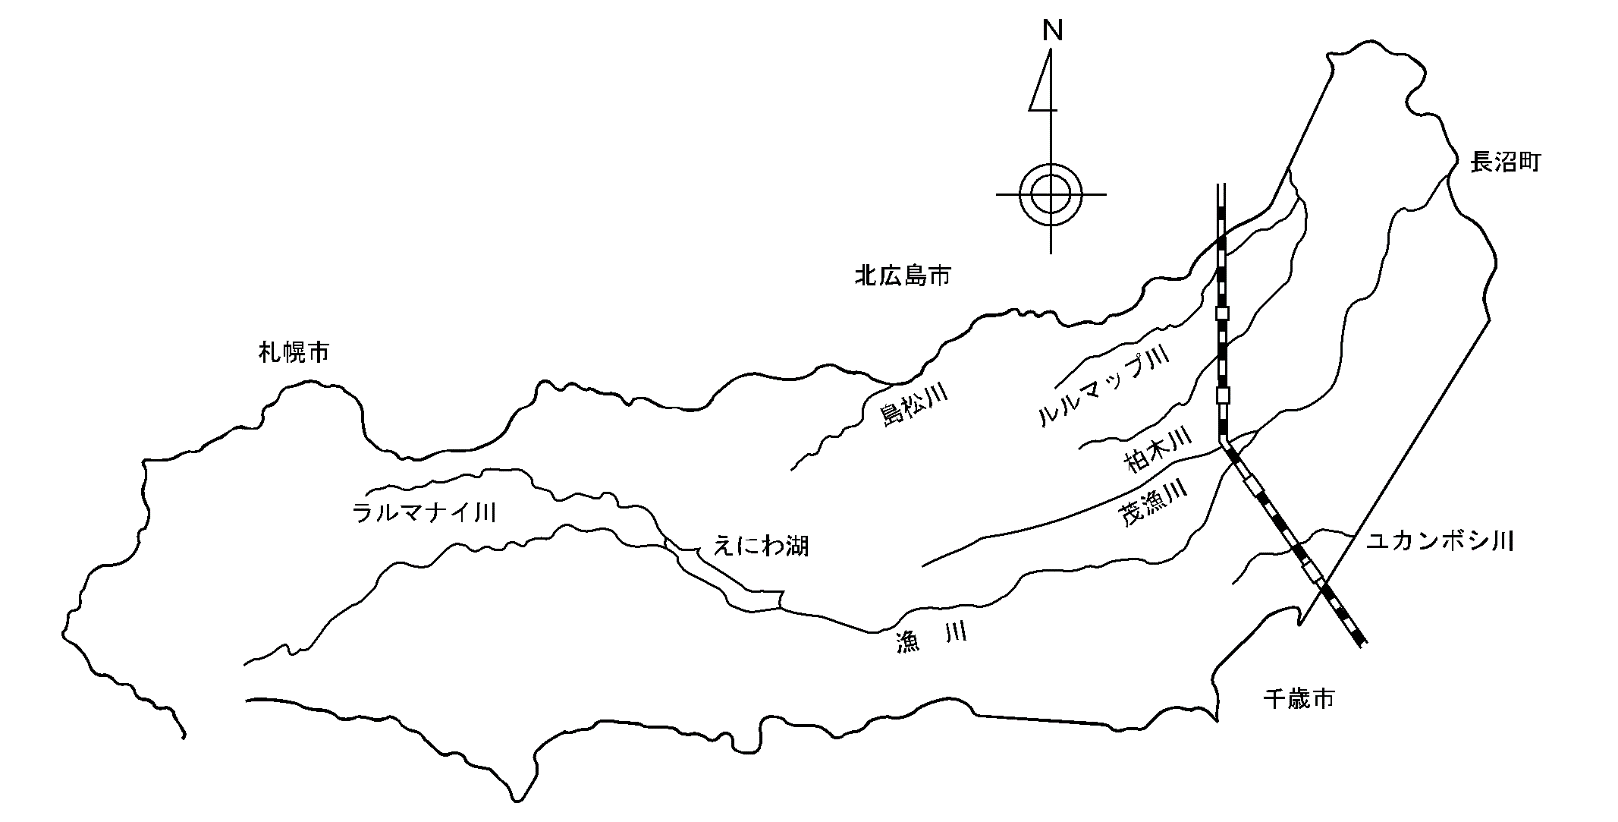 N
長沼町
北広島市
札幌市
ルルマップ川
島松川
柏木川
茂漁川
ラルマナイ川
えにわ湖
ユカンボシ川
漁　川
千歳市